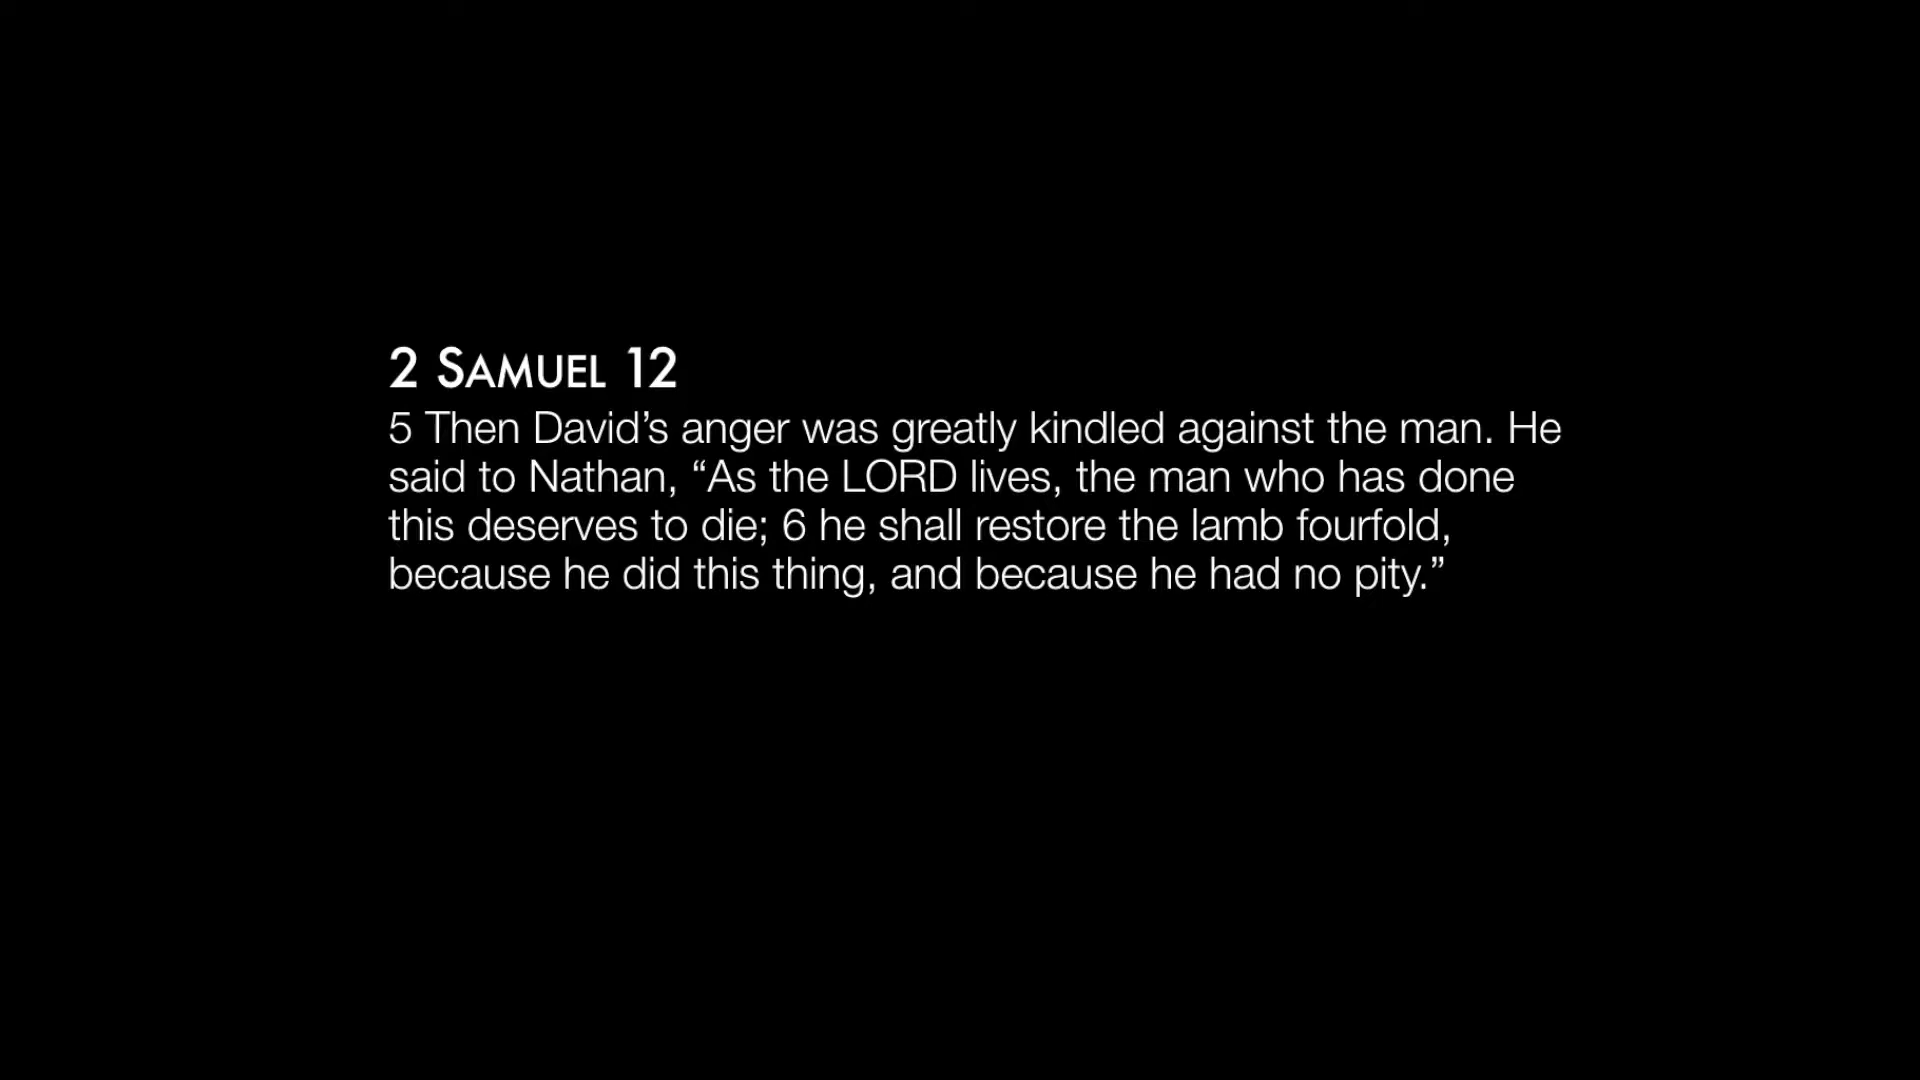 2 SAMUEL 12
5 Then David’s anger was greatly kindled against the man. He
said to Nathan, “As the LORD lives, the man who has done
this deserves to die; 6 he shall restore the lamb fourfold,
because he did this thing, and because he had no pity.”